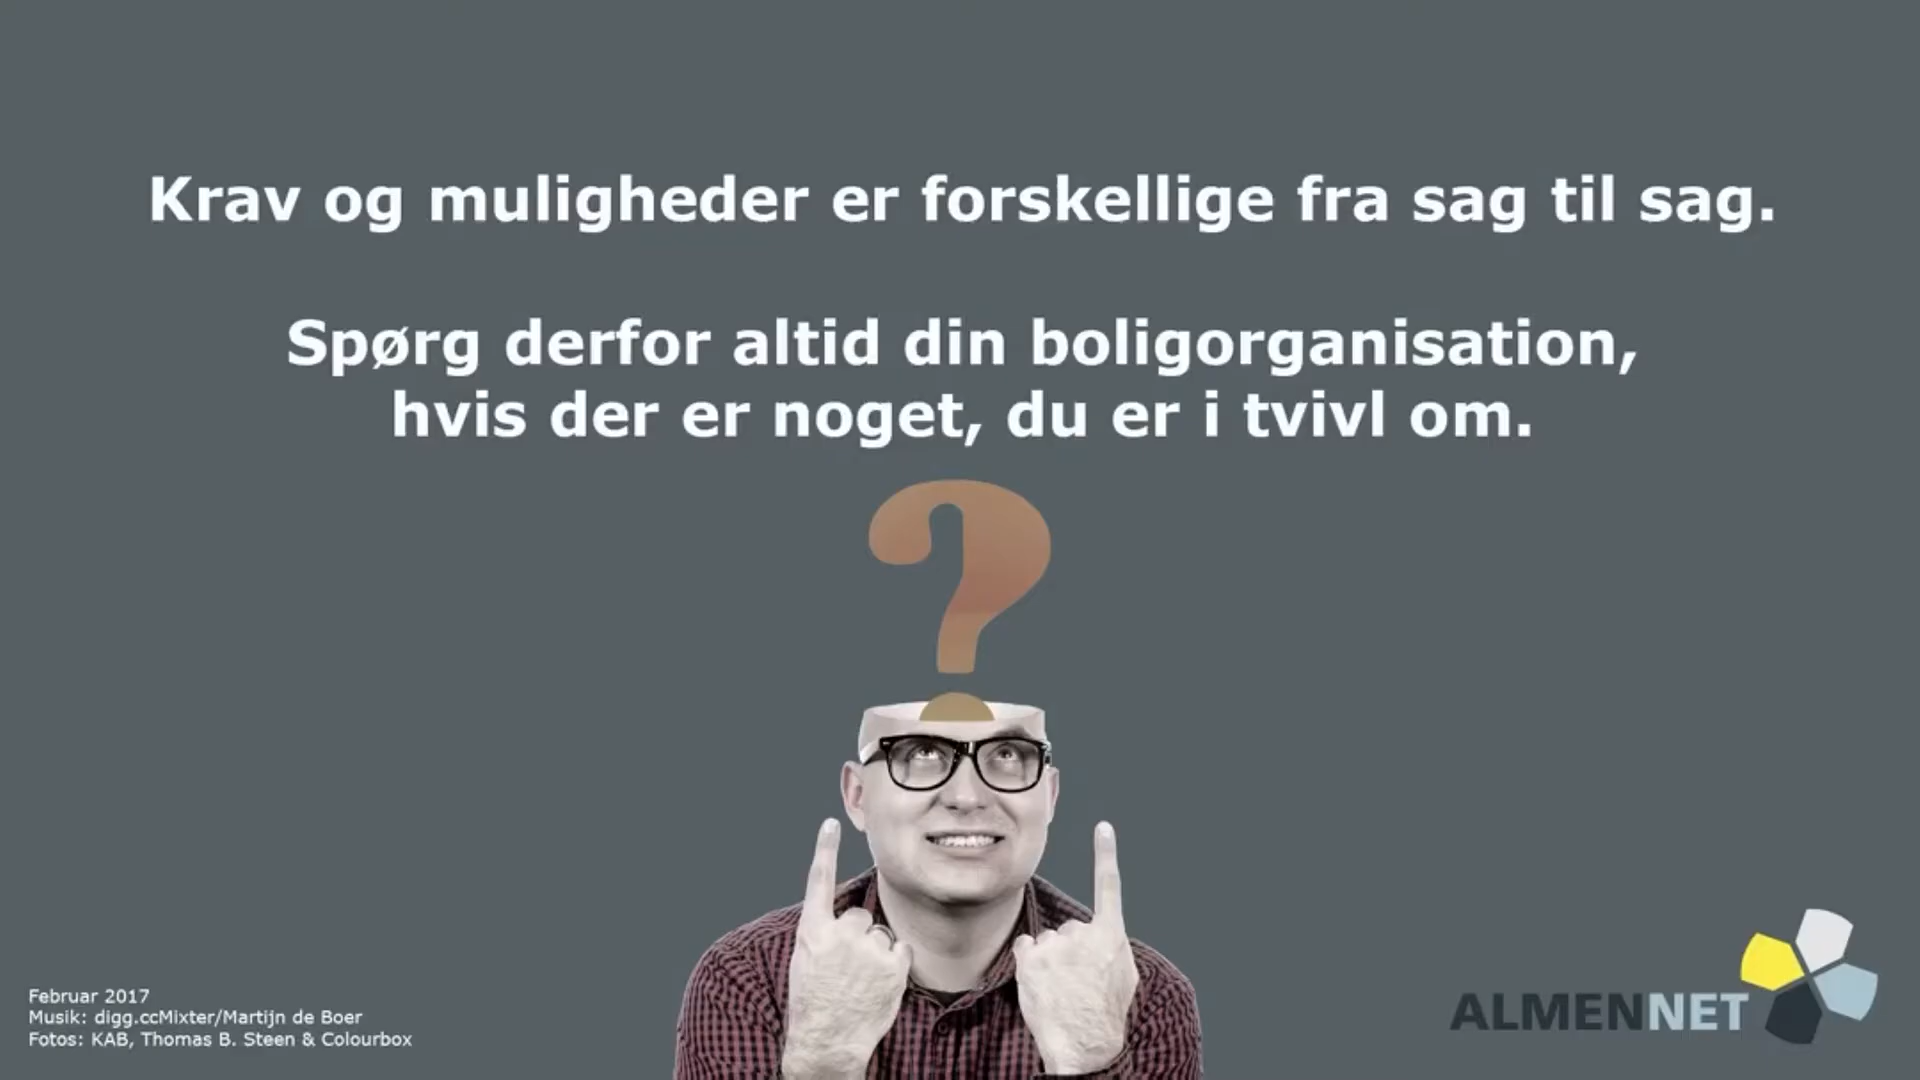 Krav og muligheder er forskellige fra sag til sag.
Spørg derfor altid din boligorganisation,
hvis der er noget, du er i tvivl om.
?
Februar 2017
Musik: digg.ccMixter/Martijn de Boer
Fotos: KAB, Thomas B. Steen & Colourbox
ALMENNET